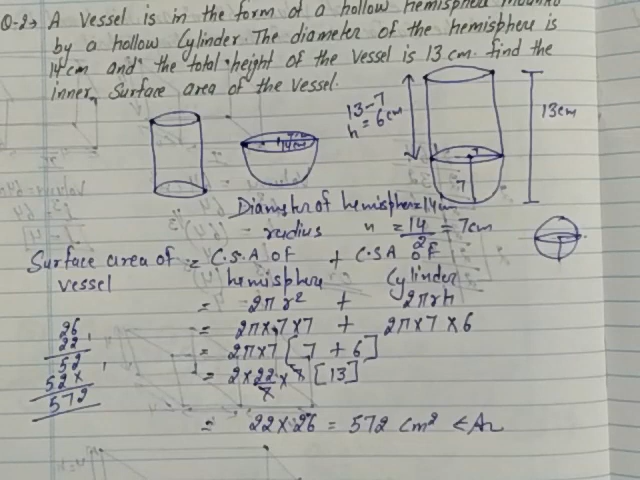 Q-2→ A vessel is in the form of a hollow hemisphere mounted
by a hollow Cylinder. The diameter of the hemisphere is
14cm and the total height of the vessel is 13 cm. find the
inner surface area of the vessel.
13-7
h = 6cm
13cm
14cm
7
7
Diameter of hemisphere=14cm
- radius r = 14/2 = 7cm
Surface area of vessel = C.S.A OF hemisphere + C.S.A OF Cylinder
= 2πr² + 2πrh
= 2π×7×7 + 2π×7×6
= 2π×7 [7 + 6]
= 2×22/7×7 [13]
= 22×26 = 572 cm² ← An
26
22
52
52×
572